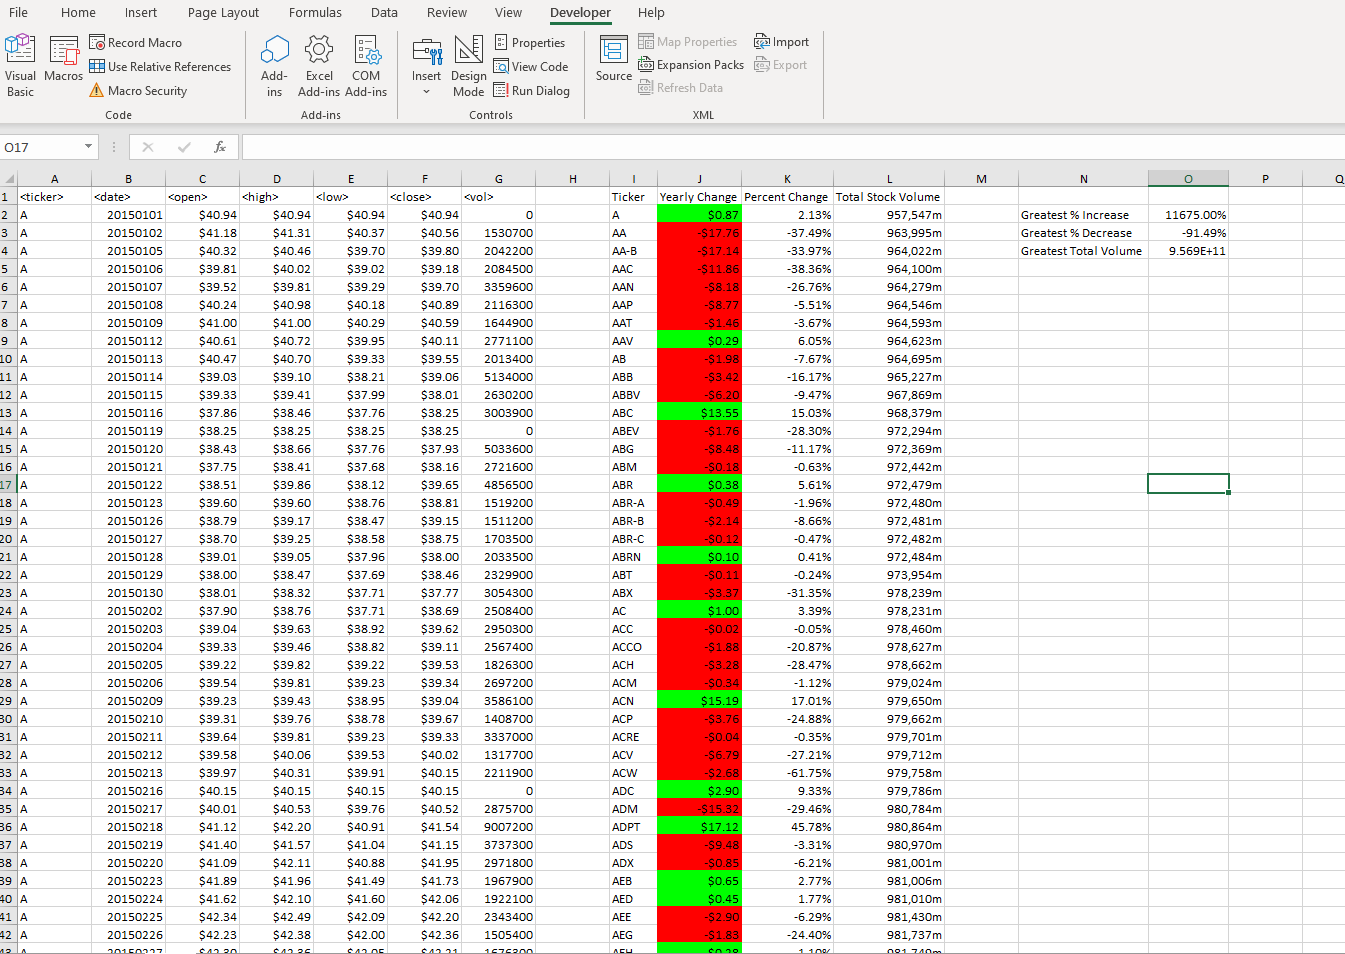 File Home Insert Page Layout Formulas Data Review View Developer Help
Visual Basic Macros Record Macro Use Relative References Macro Security Code
Add-ins Excel Add-ins COM Add-ins Add-ins
Insert Design Mode Properties View Code Run Dialog Controls
Source Map Properties Expansion Packs Refresh Data Import Export XML
O17 fx
A B C D E F G H I J K L M N O P Q
1 <ticker> <date> <open> <high> <low> <close> <vol> Ticker Yearly Change Percent Change Total Stock Volume
2 A 20150101 $40.94 $40.94 $40.94 $40.94 0 A $0.87 2.13% 957,547m Greatest % Increase 11675.00%
3 A 20150102 $41.18 $41.31 $40.37 $40.56 1530700 AA -$17.76 -37.49% 963,995m Greatest % Decrease -91.49%
4 A 20150105 $40.32 $40.46 $39.70 $39.80 2042200 AA-B -$17.14 -33.97% 964,022m Greatest Total Volume 9.569E+11
5 A 20150106 $39.81 $40.02 $39.02 $39.18 2084500 AAC -$11.86 -38.36% 964,100m
6 A 20150107 $39.52 $39.81 $39.29 $39.70 3359600 AAN -$8.18 -26.76% 964,279m
7 A 20150108 $40.24 $40.98 $40.18 $40.89 2116300 AAP -$8.77 -5.51% 964,546m
8 A 20150109 $41.00 $41.00 $40.29 $40.59 1644900 AAT -$1.46 -3.67% 964,593m
9 A 20150112 $40.61 $40.72 $39.95 $40.11 2771100 AAV $0.29 6.05% 964,623m
10 A 20150113 $40.47 $40.70 $39.33 $39.55 2013400 AB -$1.98 -7.67% 964,695m
11 A 20150114 $39.03 $39.10 $38.21 $39.06 5134000 ABB -$3.42 -16.17% 965,227m
12 A 20150115 $39.33 $39.41 $37.99 $38.01 2630200 ABBV -$6.20 -9.47% 967,869m
13 A 20150116 $37.86 $38.46 $37.76 $38.25 3003900 ABC $13.55 15.03% 968,379m
14 A 20150119 $38.25 $38.25 $38.25 $38.25 0 ABEV -$1.76 -28.30% 972,294m
15 A 20150120 $38.43 $38.66 $37.76 $37.93 5033600 ABG -$8.48 -11.17% 972,369m
16 A 20150121 $37.75 $38.41 $37.68 $38.16 2721600 ABM -$0.18 -0.63% 972,442m
17 A 20150122 $38.51 $39.86 $38.12 $39.65 4856500 ABR $0.38 5.61% 972,479m
18 A 20150123 $39.60 $39.60 $38.76 $38.81 1519200 ABR-A -$0.49 -1.96% 972,480m
19 A 20150126 $38.79 $39.17 $38.47 $39.15 1511200 ABR-B -$2.14 -8.66% 972,481m
20 A 20150127 $38.70 $39.25 $38.58 $38.75 1703500 ABR-C -$0.12 -0.47% 972,482m
21 A 20150128 $39.01 $39.05 $37.96 $38.00 2033500 ABRN $0.10 0.41% 972,484m
22 A 20150129 $38.00 $38.47 $37.69 $38.46 2329900 ABT -$0.11 -0.24% 973,954m
23 A 20150130 $38.01 $38.32 $37.71 $37.77 3054300 ABX -$3.37 -31.35% 978,239m
24 A 20150202 $37.90 $38.76 $37.71 $38.69 2508400 AC $1.00 3.39% 978,231m
25 A 20150203 $39.04 $39.63 $38.92 $39.62 2950300 ACC -$0.02 -0.05% 978,460m
26 A 20150204 $39.33 $39.46 $38.82 $39.11 2567400 ACCO -$1.88 -20.87% 978,627m
27 A 20150205 $39.22 $39.82 $39.22 $39.53 1826300 ACH -$3.28 -28.47% 978,662m
28 A 20150206 $39.54 $39.81 $39.23 $39.34 2697200 ACM -$0.34 -1.12% 979,024m
29 A 20150209 $39.23 $39.43 $38.95 $39.04 3586100 ACN $15.19 17.01% 979,650m
30 A 20150210 $39.31 $39.76 $38.78 $39.67 1408700 ACP -$3.76 -24.88% 979,662m
31 A 20150211 $39.64 $39.81 $39.23 $39.33 3337000 ACRE -$0.04 -0.35% 979,701m
32 A 20150212 $39.58 $40.06 $39.53 $40.02 1317700 ACV -$6.79 -27.21% 979,712m
33 A 20150213 $39.97 $40.31 $39.91 $40.15 2211900 ACW -$2.68 -61.75% 979,758m
34 A 20150216 $40.15 $40.15 $40.15 $40.15 0 ADC $2.90 9.33% 979,786m
35 A 20150217 $40.01 $40.53 $39.76 $40.52 2875700 ADM -$15.32 -29.46% 980,784m
36 A 20150218 $41.12 $42.20 $40.91 $41.54 9007200 ADPT $17.12 45.78% 980,864m
37 A 20150219 $41.40 $41.57 $41.04 $41.15 3737300 ADS -$9.48 -3.31% 980,970m
38 A 20150220 $41.09 $42.11 $40.88 $41.95 2971800 ADX -$0.85 -6.21% 981,001m
39 A 20150223 $41.89 $41.96 $41.49 $41.73 1967900 AEB $0.65 2.77% 981,006m
40 A 20150224 $41.62 $42.10 $41.60 $42.06 1922100 AED $0.45 1.77% 981,010m
41 A 20150225 $42.34 $42.49 $42.09 $42.20 2343400 AEE -$2.90 -6.29% 981,430m
42 A 20150226 $42.23 $42.38 $42.00 $42.36 1505400 AEG -$1.83 -24.40% 981,737m